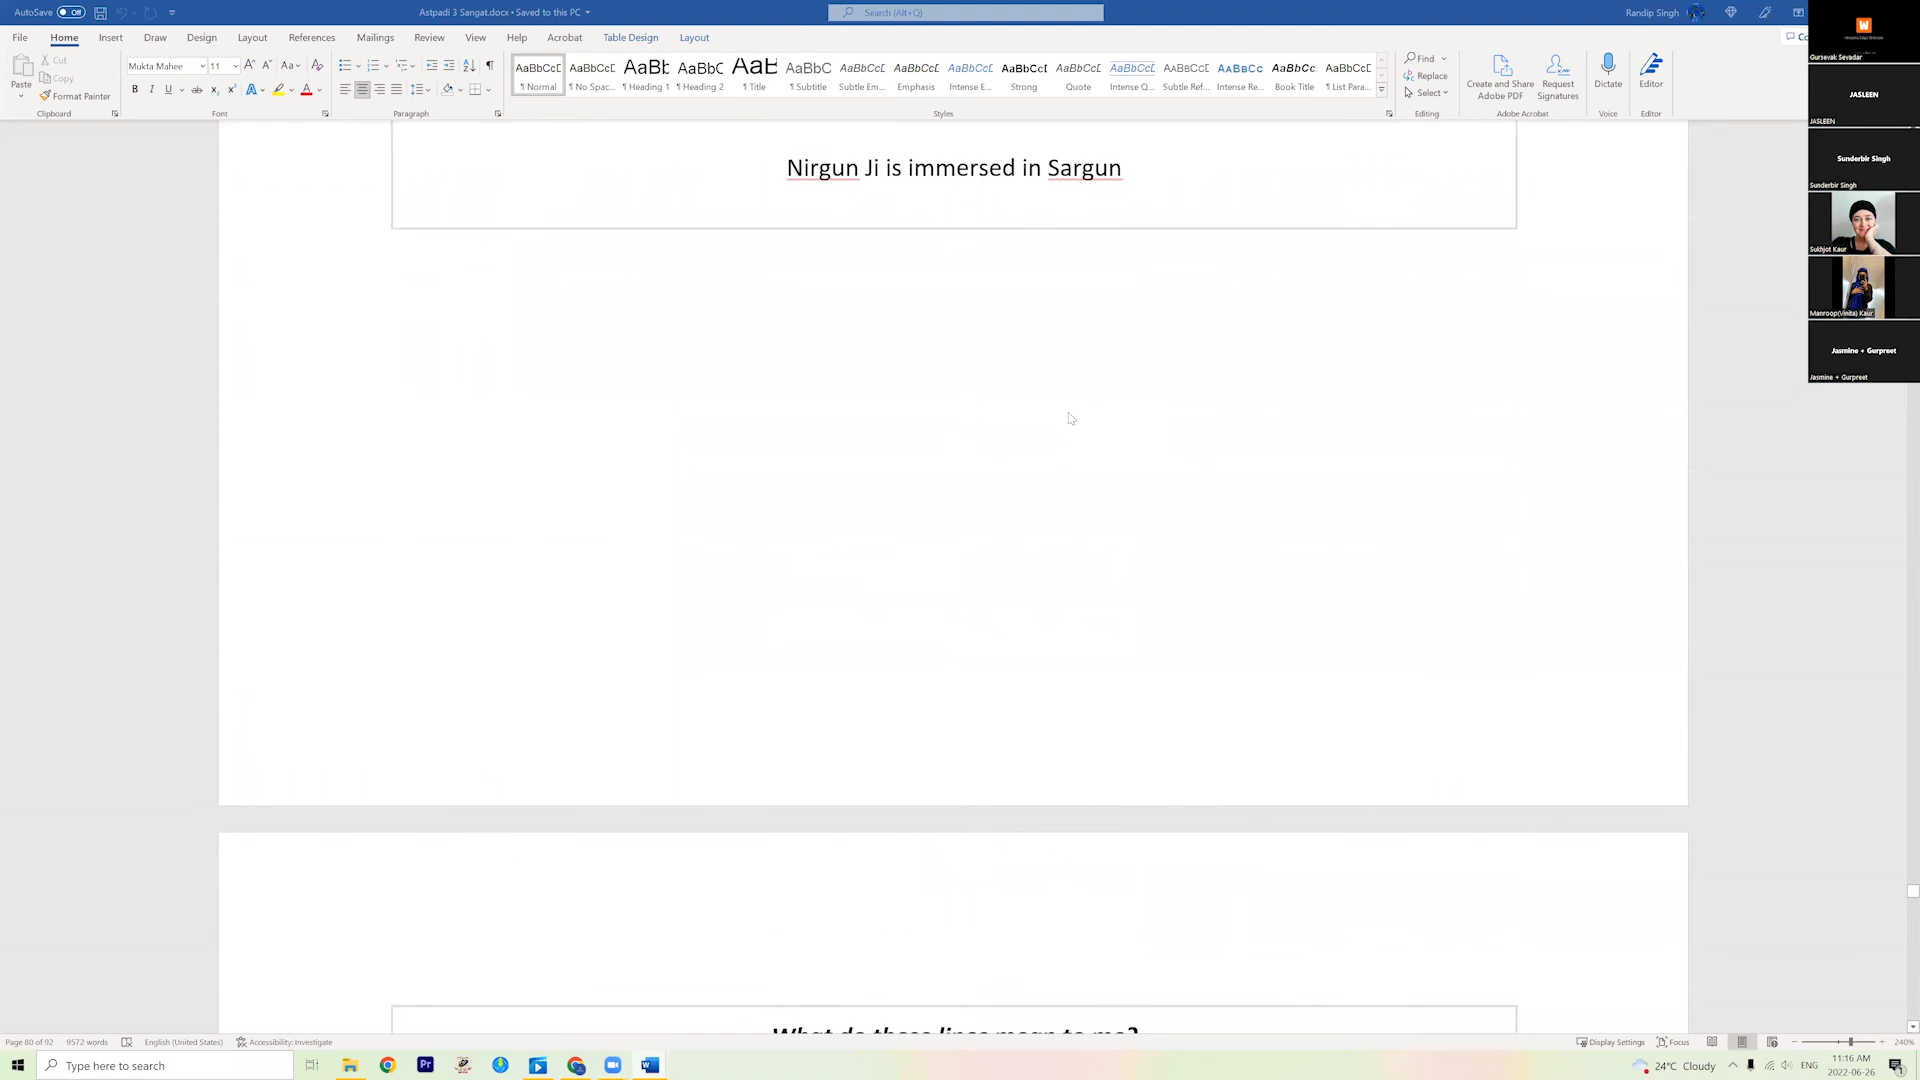 AutoSave Off
Astpadi 3 Sangat.docx • Saved to this PC
Search (Alt+Q)
Randip Singh
File Home Insert Draw Design Layout References Mailings Review View Help Acrobat Table Design Layout
Paste
Cut
Copy
Format Painter
Clipboard
Mukta Mahee 11
Font
Paragraph
AaBbCcD AaBbCcD AaBb AaBbC AaB AaBbC AaBbCcD AaBbCcD AaBbCcD AaBbCcD AaBbCcD AaBbCcD AaBbCcD AaBbCc AaBbCc AaBbCcD
¶ Normal ¶ No Spac... ¶ Heading 1 ¶ Heading 2 ¶ Title ¶ Subtitle Subtle Em... Emphasis Intense E... Strong ¶ Quote ¶ Intense Q... Subtle Ref... Intense Re... Book Title ¶ List Para...
Styles
Find
Replace
Select
Editing
Create and Share Adobe PDF
Request Signatures
Adobe Acrobat
Dictate
Voice
Editor
Editor
Nirgun Ji is immersed in Sargun
Gursevak Sevadar
JASLEEN
JASLEEN
Sunderbir Singh
Sunderbir Singh
Sukhjot Kaur
Manroop(Vinita) Kaur
Jasmine + Gurpreet
Jasmine + Gurpreet
What do these lines mean to me?
Page 80 of 92 9572 words English (United States) Accessibility: Investigate
Display Settings Focus 240%
Type here to search
24°C Cloudy
ENG
11:16 AM
2022-06-26